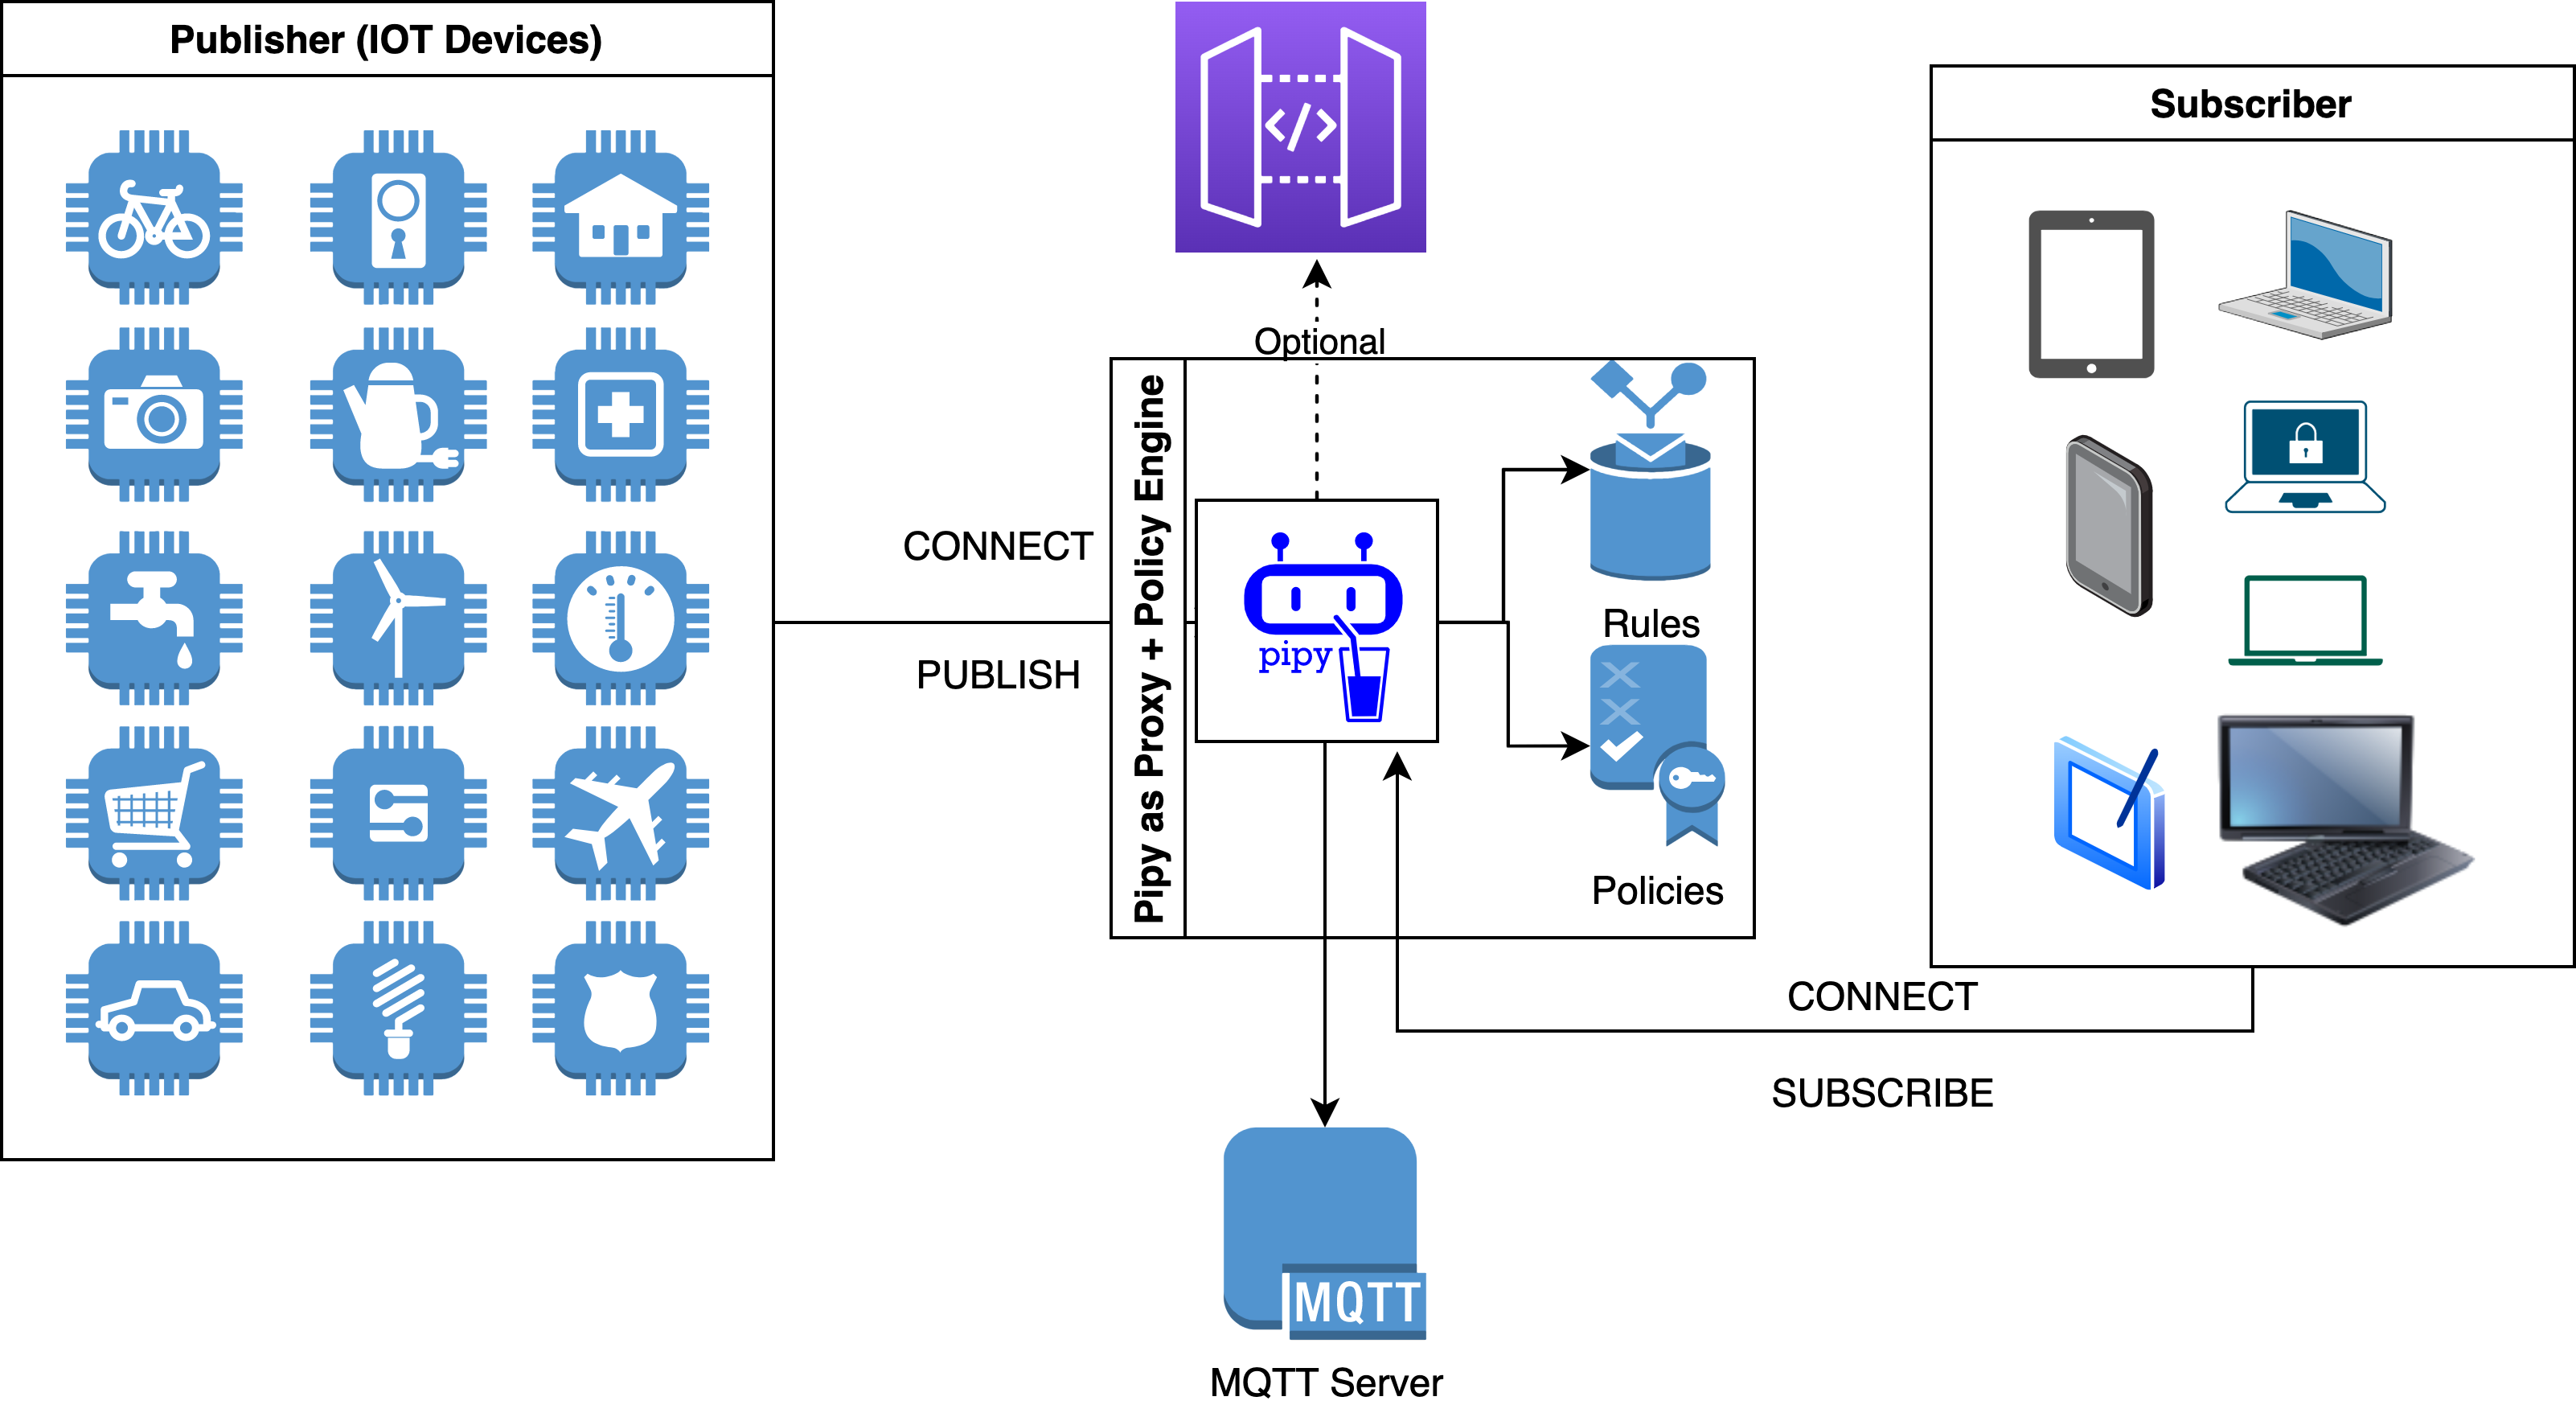 Publisher (IOT Devices)
</>
Subscriber
Optional
CONNECT
PUBLISH
Pipy as Proxy + Policy Engine
pipy
Rules
Policies
CONNECT
SUBSCRIBE
MQTT
MQTT Server